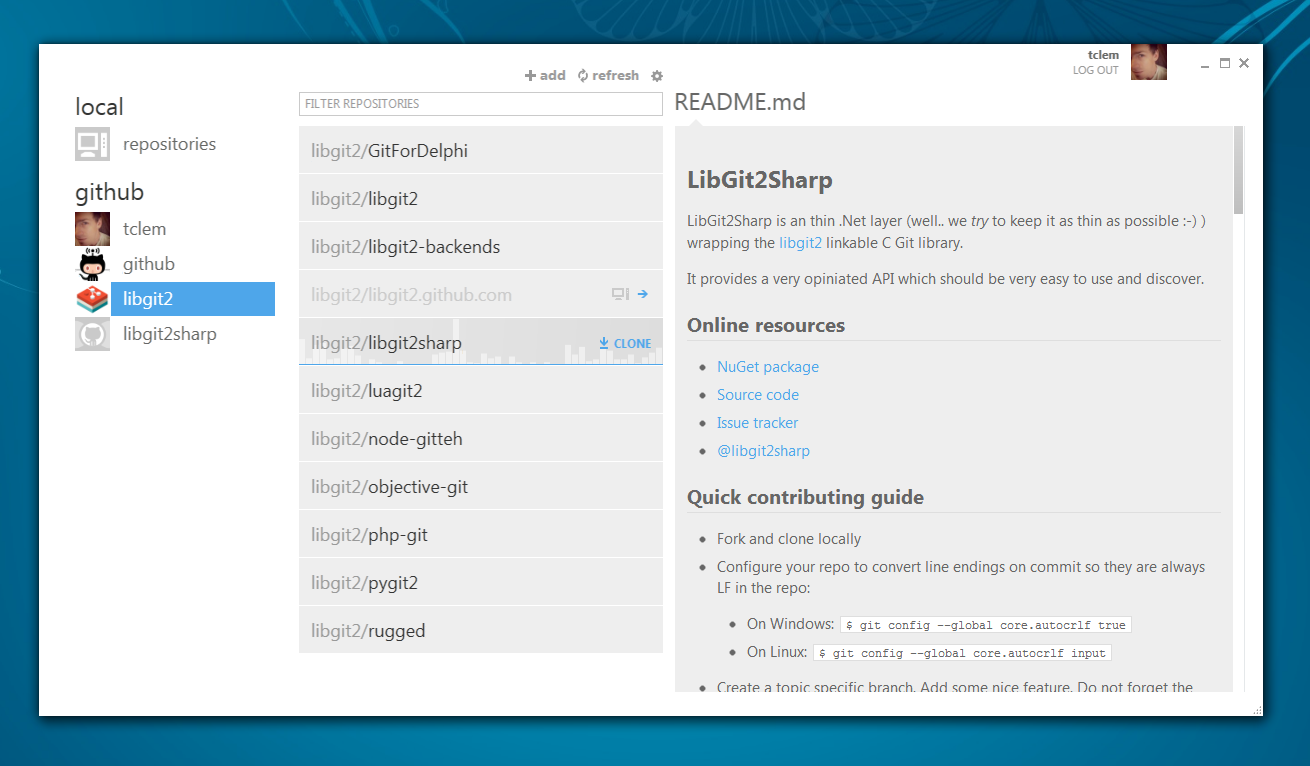 tclem
LOG OUT
add refresh
local
repositories
github
tclem
github
libgit2
libgit2sharp
FILTER REPOSITORIES
libgit2/GitForDelphi
libgit2/libgit2
libgit2/libgit2-backends
libgit2/libgit2.github.com
libgit2/libgit2sharp CLONE
libgit2/luagit2
libgit2/node-gitteh
libgit2/objective-git
libgit2/php-git
libgit2/pygit2
libgit2/rugged
README.md
LibGit2Sharp
LibGit2Sharp is an thin .Net layer (well.. we try to keep it as thin as possible :-) )
wrapping the libgit2 linkable C Git library.
It provides a very opiniated API which should be very easy to use and discover.
Online resources
• NuGet package
• Source code
• Issue tracker
• @libgit2sharp
Quick contributing guide
• Fork and clone locally
• Configure your repo to convert line endings on commit so they are always
LF in the repo:
• On Windows: $ git config --global core.autocrlf true
• On Linux: $ git config --global core.autocrlf input
• Create a topic specific branch. Add some nice feature. Do not forget the